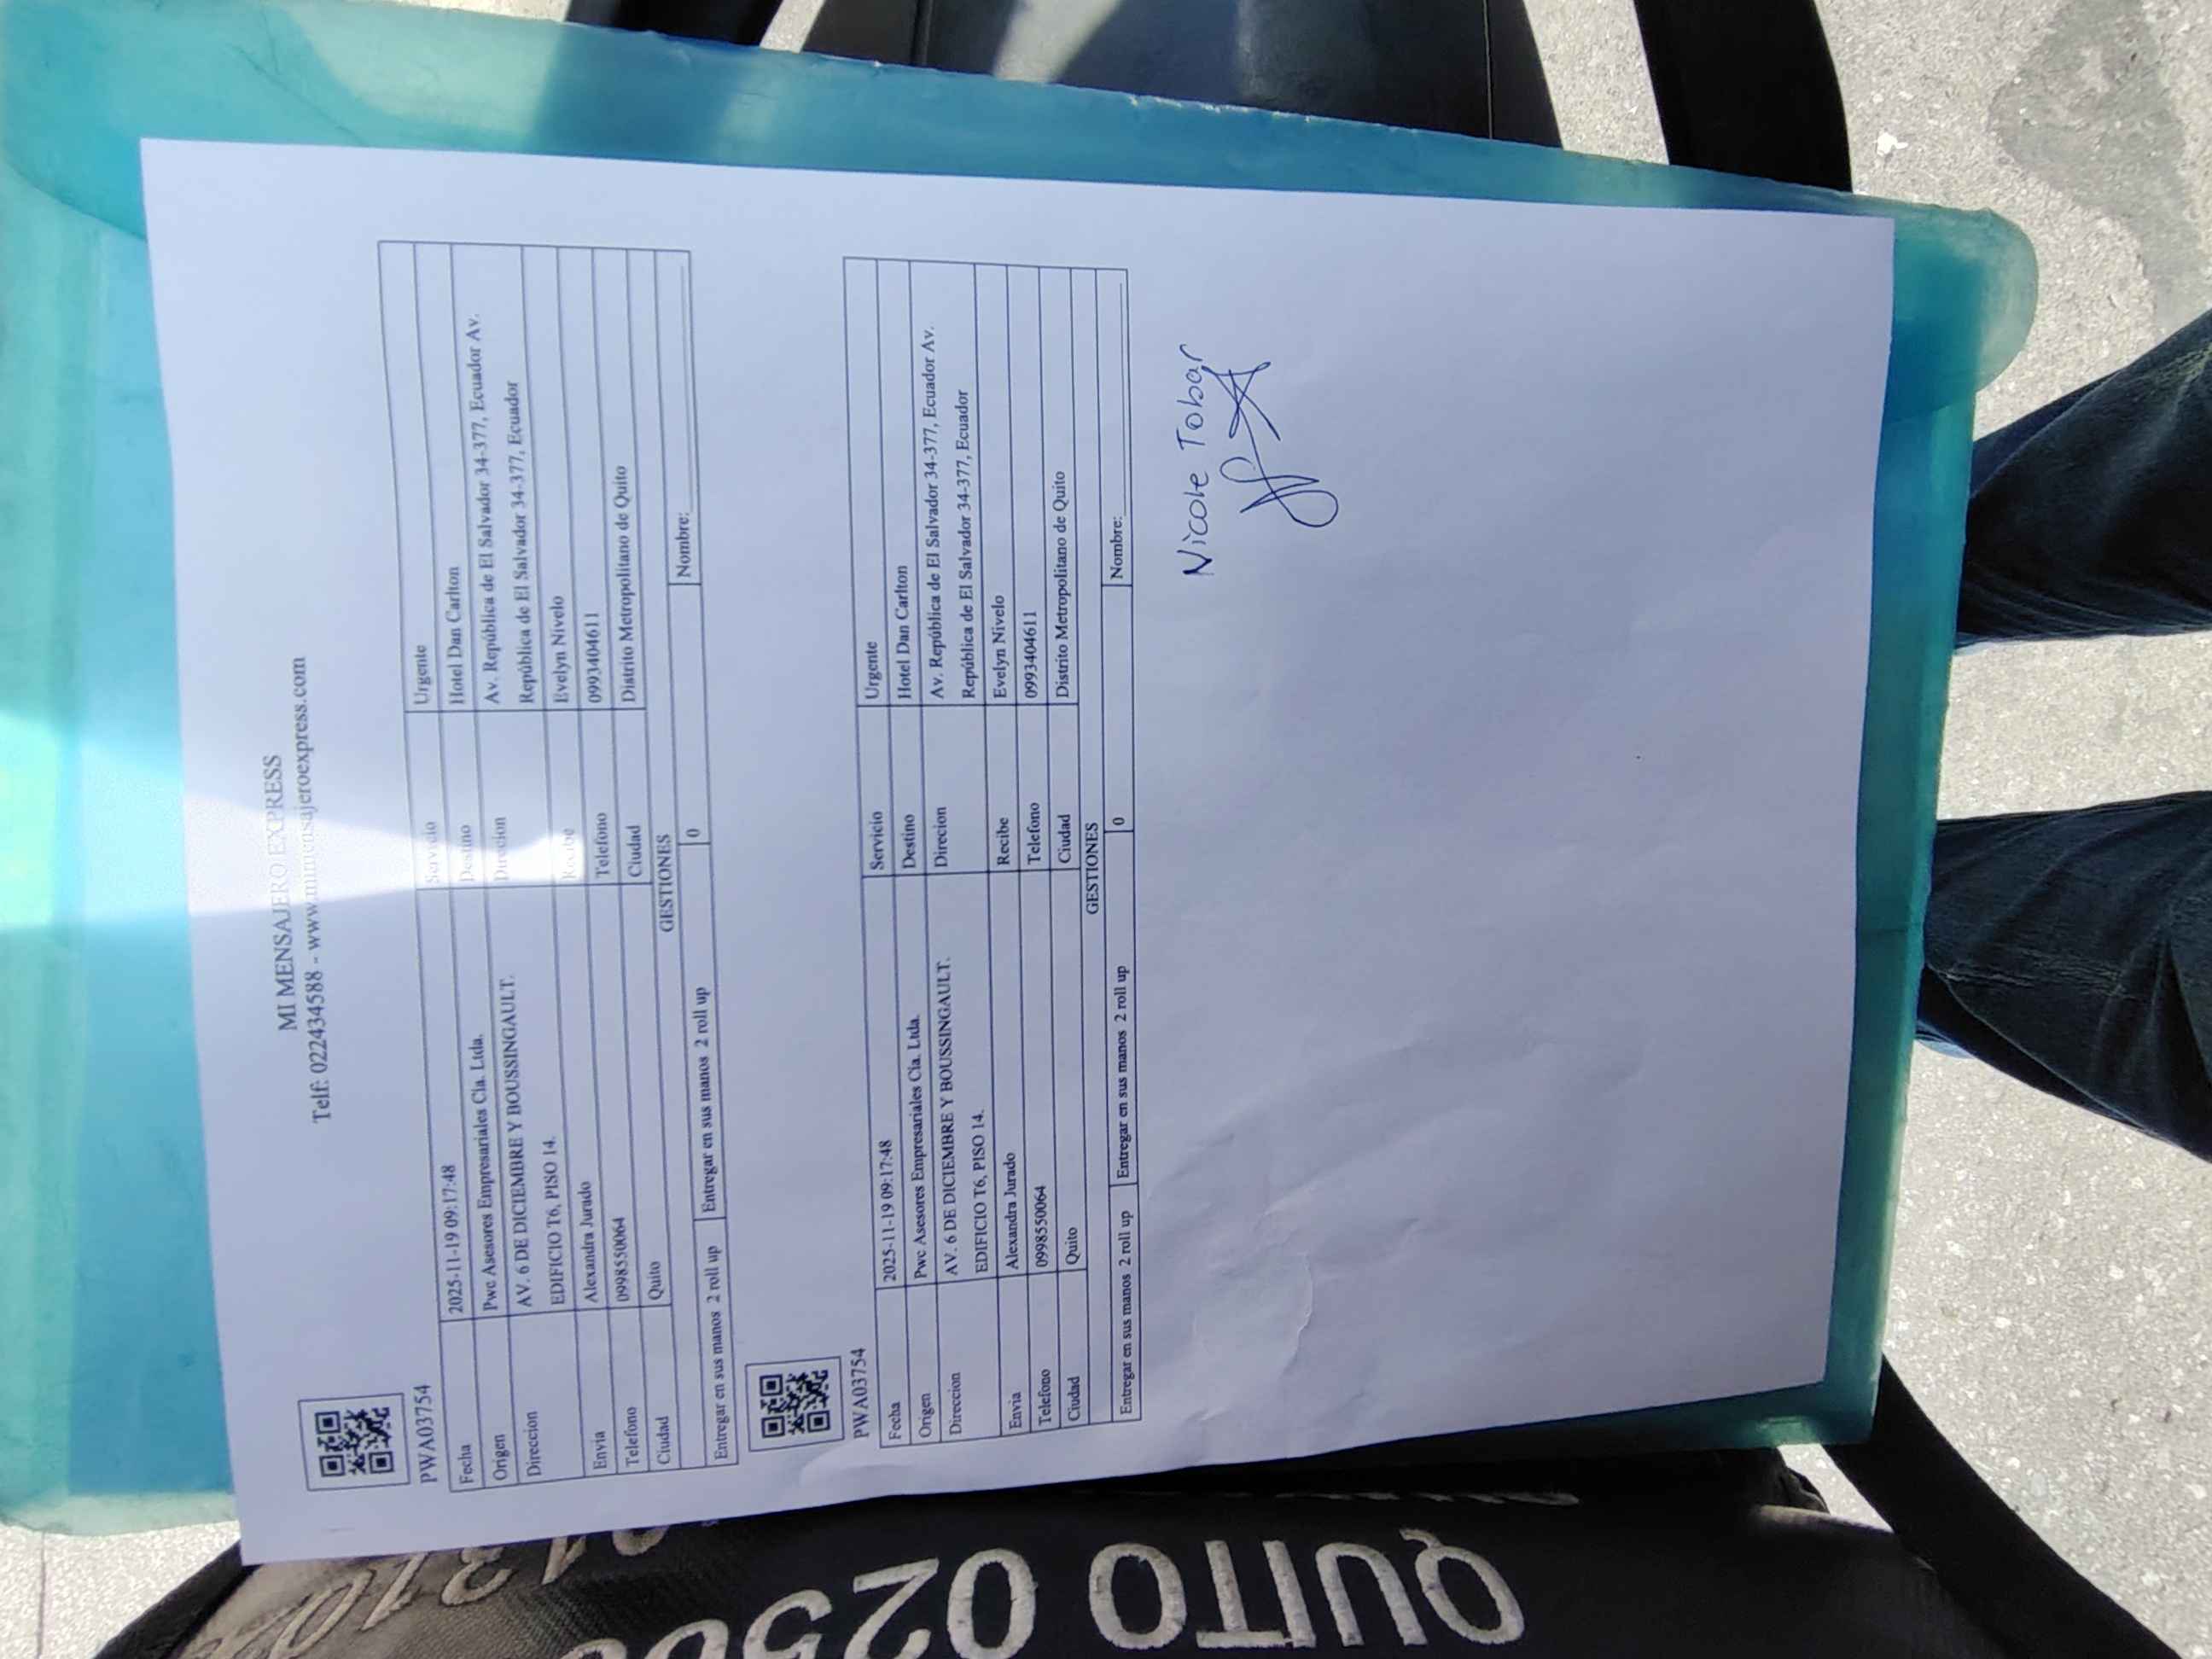 MI MENSAJERO EXPRESS
Telf: 022434588 - www.mimensajeroexpress.com
PWA03754
Fecha 2025-11-19 09:17:48 Servicio Urgente
Origen Pwc Asesores Empresariales Cia. Ltda. Destino Hotel Dan Carlton
Direccion AV. 6 DE DICIEMBRE Y BOUSSINGAULT. Direcion Av. República de El Salvador 34-377, Ecuador Av.
EDIFICIO T6, PISO 14. República de El Salvador 34-377, Ecuador
Envia Alexandra Jurado Recibe Evelyn Nivelo
Telefono 0998550064 Telefono 0993404611
Ciudad Quito Ciudad Distrito Metropolitano de Quito
GESTIONES
Entregar en sus manos 2 roll up Entregar en sus manos 2 roll up 0 Nombre:
PWA03754
Fecha 2025-11-19 09:17:48 Servicio Urgente
Origen Pwc Asesores Empresariales Cia. Ltda. Destino Hotel Dan Carlton
Direccion AV. 6 DE DICIEMBRE Y BOUSSINGAULT. Direcion Av. República de El Salvador 34-377, Ecuador Av.
EDIFICIO T6, PISO 14. República de El Salvador 34-377, Ecuador
Envia Alexandra Jurado Recibe Evelyn Nivelo
Telefono 0998550064 Telefono 0993404611
Ciudad Quito Ciudad Distrito Metropolitano de Quito
GESTIONES
Entregar en sus manos 2 roll up Entregar en sus manos 2 roll up 0 Nombre:
Nicole Tobar
QUITO